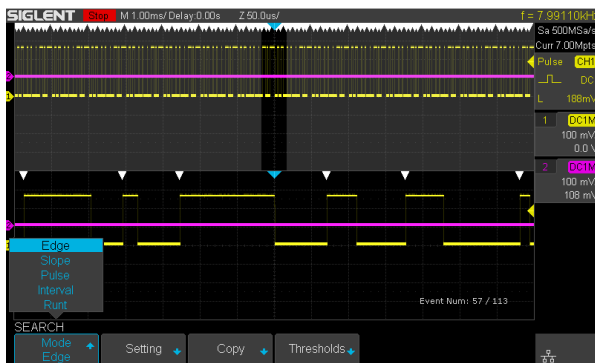 SIGLENT Stop M 1.00ms/ Delay:0.00s Z 50.0us/ f = 7.99110kHz
Sa 500MSa/s
Curr 7.00Mpts
Pulse CH1
DC
L 188mV
1 DC1M
100 mV
0.0 V
2 DC1M
100 mV
108 mV
Edge
Slope
Pulse
Interval
Runt
Event Num: 57 / 113
SEARCH
Mode
Edge
Setting
Copy
Thresholds